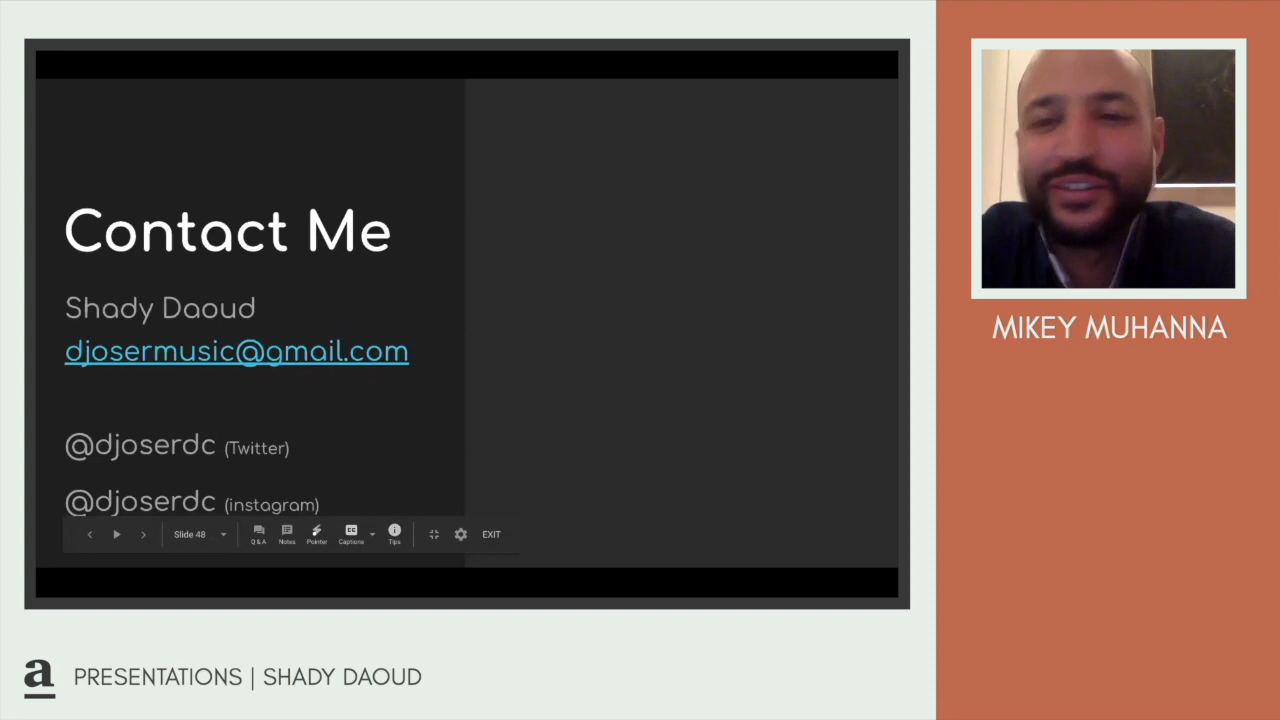 Contact Me
Shady Daoud
djosermusic@gmail.com
@djoserdc (Twitter)
@djoserdc (instagram)
Slide 48
Q&A
Notes
Pointer
CC
Captions
Tips
EXIT
MIKEY MUHANNA
a PRESENTATIONS | SHADY DAOUD